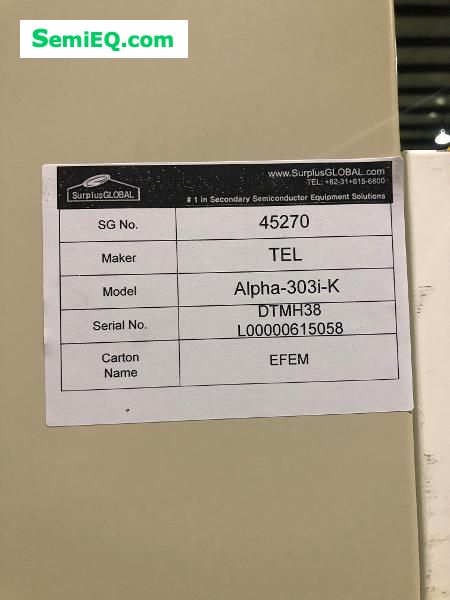 SemiEQ.com
SurplusGLOBAL
www.SurplusGLOBAL.com
TEL: +82-31+615-6600
# 1 in Secondary Semiconductor Equipment Solutions
SG No. 45270
Maker TEL
Model Alpha-303i-K
Serial No. DTMH38
L00000615058
Carton
Name EFEM